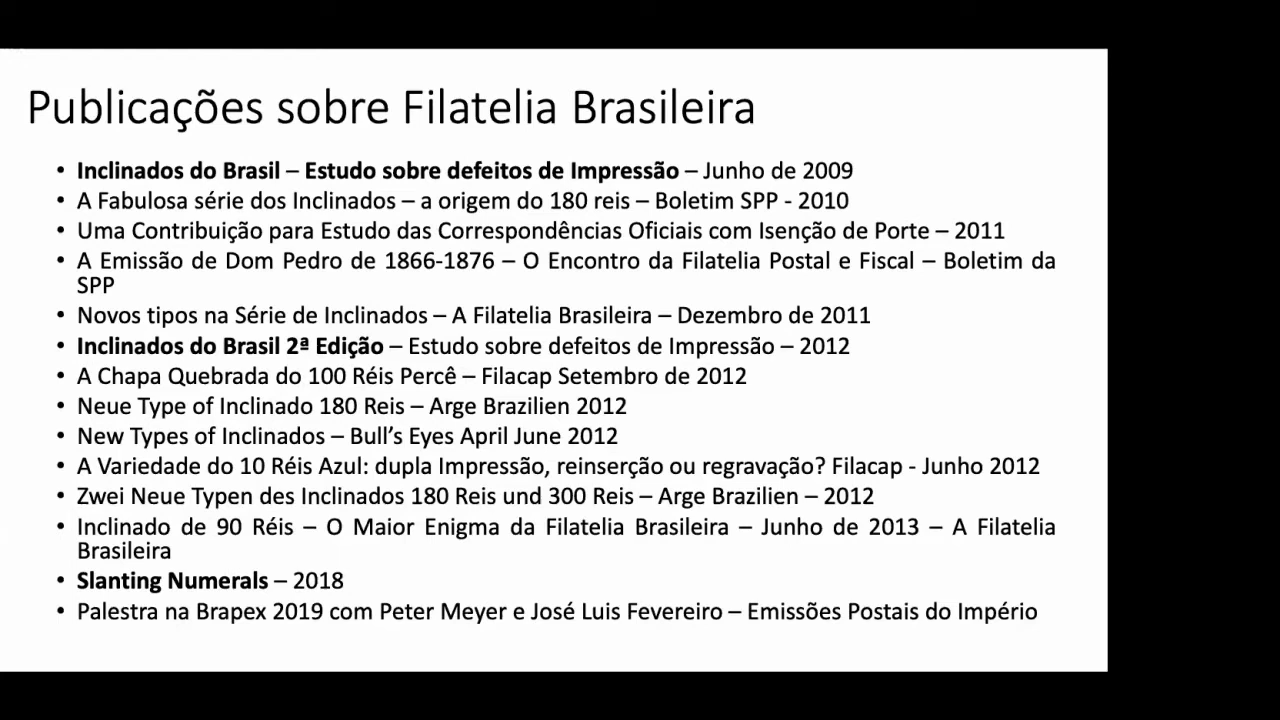 Publicações sobre Filatelia Brasileira
• Inclinados do Brasil – Estudo sobre defeitos de Impressão – Junho de 2009
• A Fabulosa série dos Inclinados – a origem do 180 reis – Boletim SPP - 2010
• Uma Contribuição para Estudo das Correspondências Oficiais com Isenção de Porte – 2011
• A Emissão de Dom Pedro de 1866-1876 – O Encontro da Filatelia Postal e Fiscal – Boletim da
SPP
• Novos tipos na Série de Inclinados – A Filatelia Brasileira – Dezembro de 2011
• Inclinados do Brasil 2ª Edição – Estudo sobre defeitos de Impressão – 2012
• A Chapa Quebrada do 100 Réis Percê – Filacap Setembro de 2012
• Neue Type of Inclinado 180 Reis – Arge Brazilien 2012
• New Types of Inclinados – Bull’s Eyes April June 2012
• A Variedade do 10 Réis Azul: dupla Impressão, reinserção ou regravação? Filacap - Junho 2012
• Zwei Neue Typen des Inclinados 180 Reis und 300 Reis – Arge Brazilien – 2012
• Inclinado de 90 Réis – O Maior Enigma da Filatelia Brasileira – Junho de 2013 – A Filatelia
Brasileira
• Slanting Numerals – 2018
• Palestra na Brapex 2019 com Peter Meyer e José Luis Fevereiro – Emissões Postais do Império